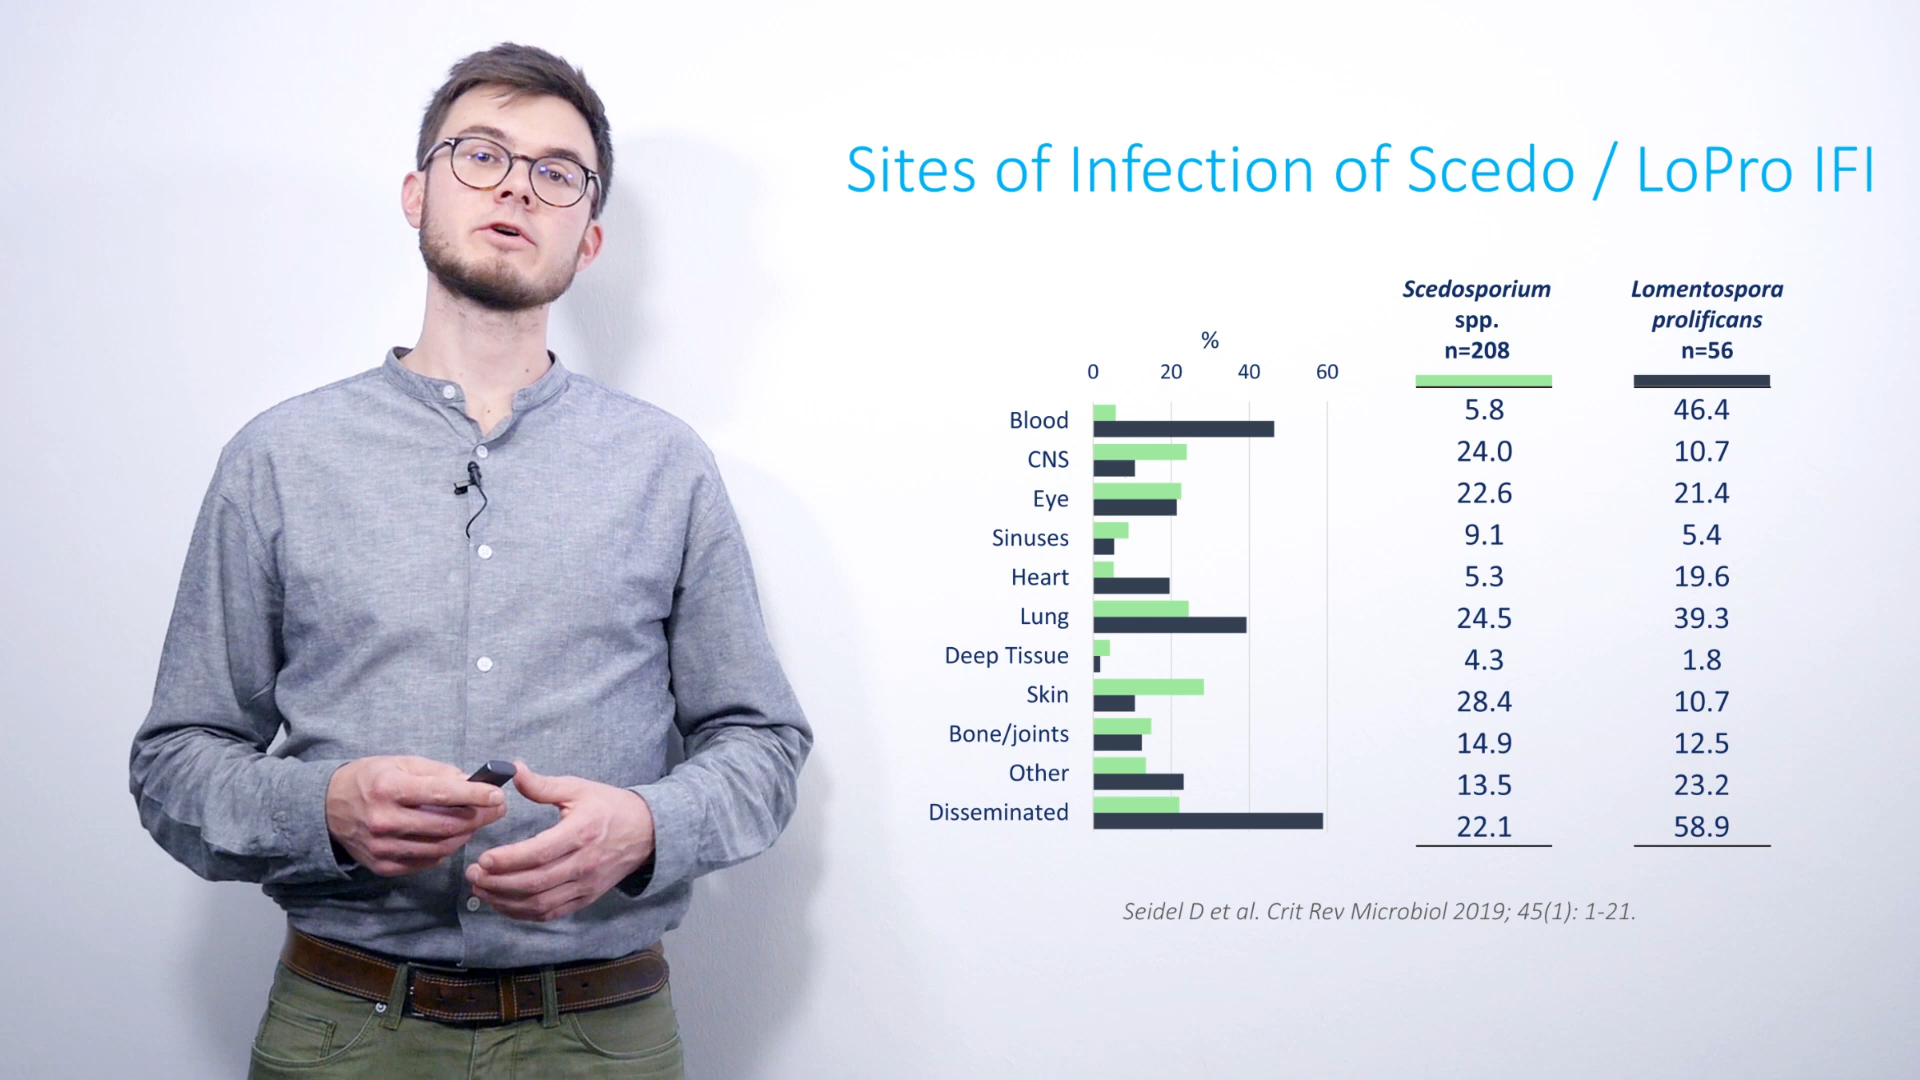 Sites of Infection of Scedo / LoPro IFI
Scedosporium
spp.
n=208
Lomentospora
prolificans
n=56
%
0 20 40 60
Blood 5.8 46.4
CNS 24.0 10.7
Eye 22.6 21.4
Sinuses 9.1 5.4
Heart 5.3 19.6
Lung 24.5 39.3
Deep Tissue 4.3 1.8
Skin 28.4 10.7
Bone/joints 14.9 12.5
Other 13.5 23.2
Disseminated 22.1 58.9
Seidel D et al. Crit Rev Microbiol 2019; 45(1): 1-21.